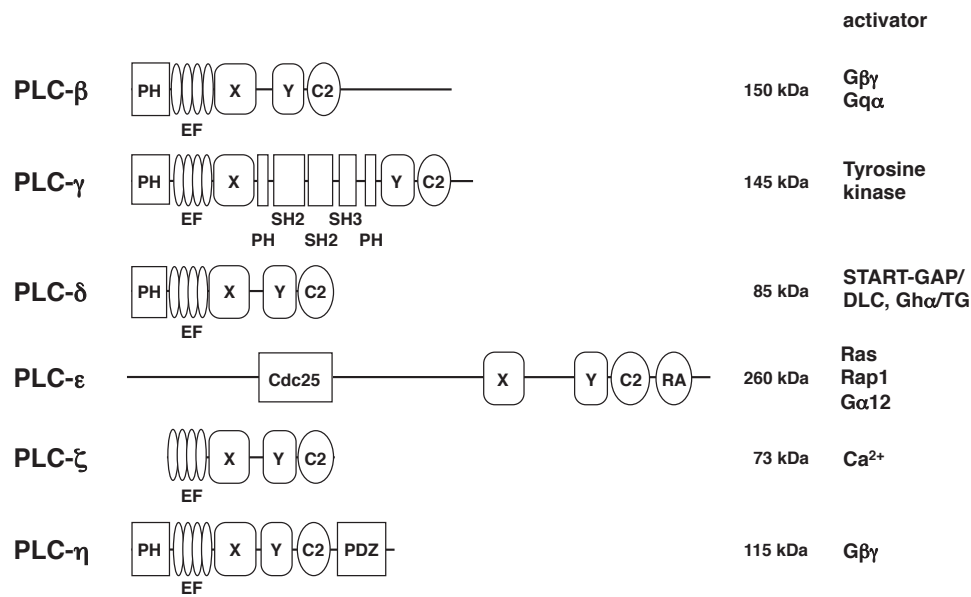 activator
PLC-β PH X Y C2 150 kDa Gβγ
Gqα
EF
PLC-γ PH X Y C2 145 kDa Tyrosine
kinase
EF SH2 SH3
PH SH2 PH
PLC-δ PH X Y C2 85 kDa START-GAP/
DLC, Ghα/TG
EF
PLC-ε Cdc25 X Y C2 RA 260 kDa Ras
Rap1
Gα12
PLC-ζ X Y C2 73 kDa Ca²⁺
EF
PLC-η PH X Y C2 PDZ 115 kDa Gβγ
EF